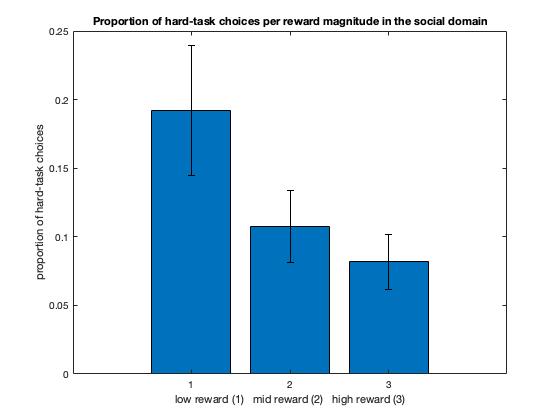 Proportion of hard-task choices per reward magnitude in the social domain
0.25
0.2
0.15
0.1
0.05
0
proportion of hard-task choices
1 2 3
low reward (1) mid reward (2) high reward (3)